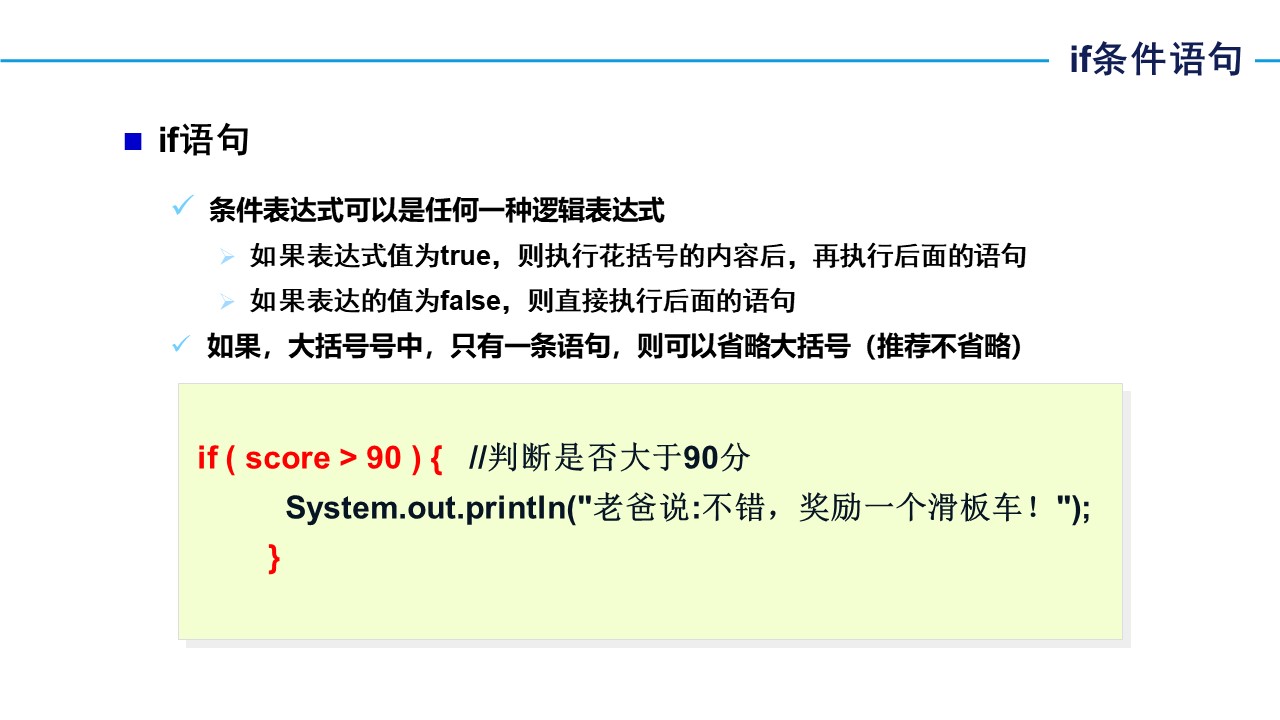 if条件语句
if语句
条件表达式可以是任何一种逻辑表达式
如果表达式值为true，则执行花括号的内容后，再执行后面的语句
如果表达的值为false，则直接执行后面的语句
如果，大括号号中，只有一条语句，则可以省略大括号（推荐不省略）
if ( score > 90 ) { //判断是否大于90分
System.out.println("老爸说:不错，奖励一个滑板车！");
}